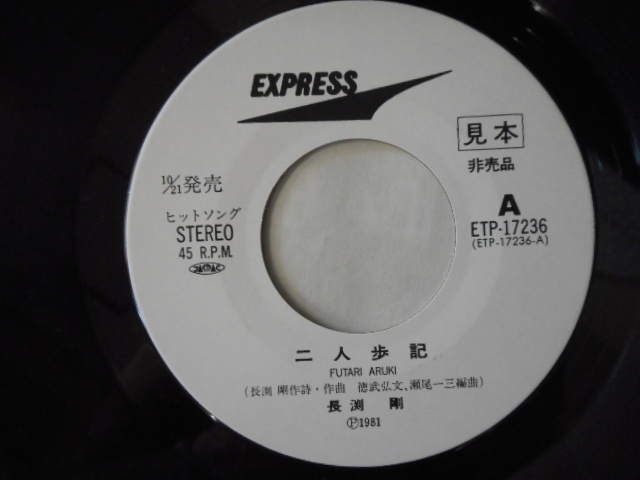 EXPRESS
見本
非売品
10/21発売
ヒットソング
STEREO
45 R.P.M.
A
ETP-17236
(ETP-17236-A)
二人歩記
FUTARI ARUKI
(長渕 剛作詩・作曲 徳武弘文、瀬尾一三編曲)
長渕 剛
Ⓟ1981